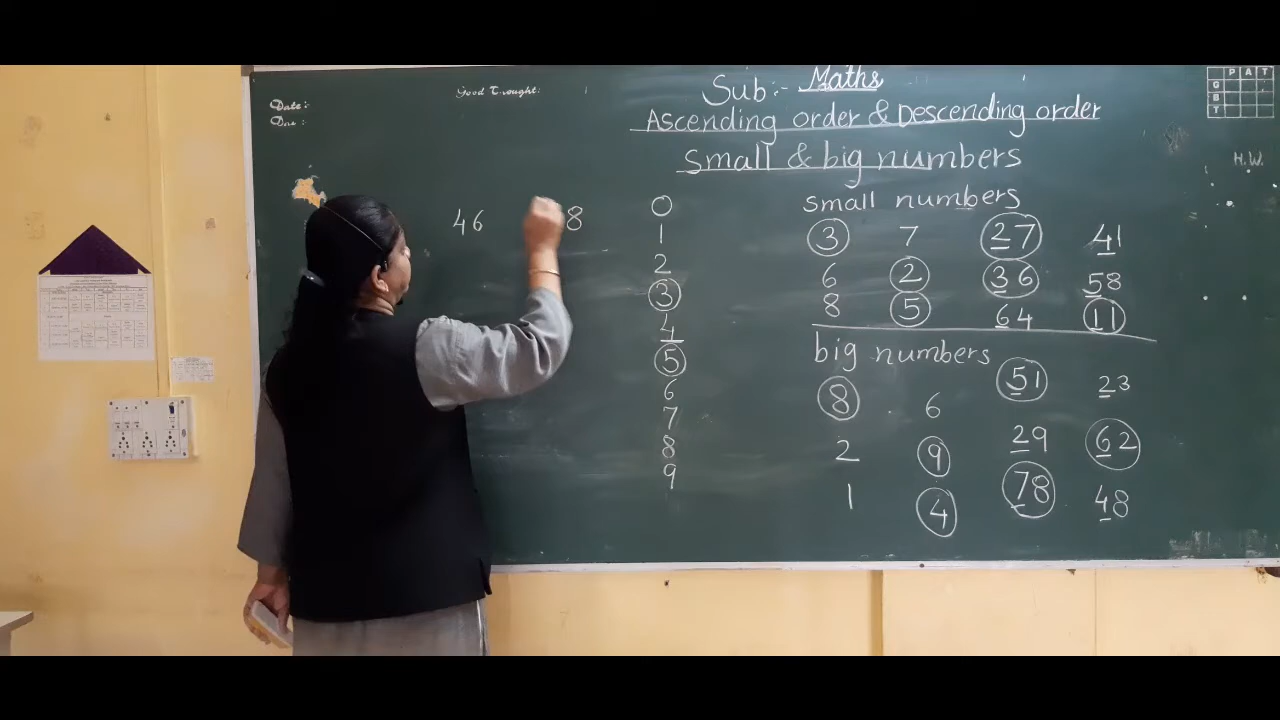 Good Thought:
Date:-
Sub:- Maths
Ascending order & Descending order
Small & big numbers
P A T
G
B
T
H.W.
46 8
0
1
2
3
4
5
6
7
8
9
small numbers
3 7 27 41
6 2 36 58
8 5 64 11
big numbers
8 6 51 23
2 9 29 62
1 4 78 48